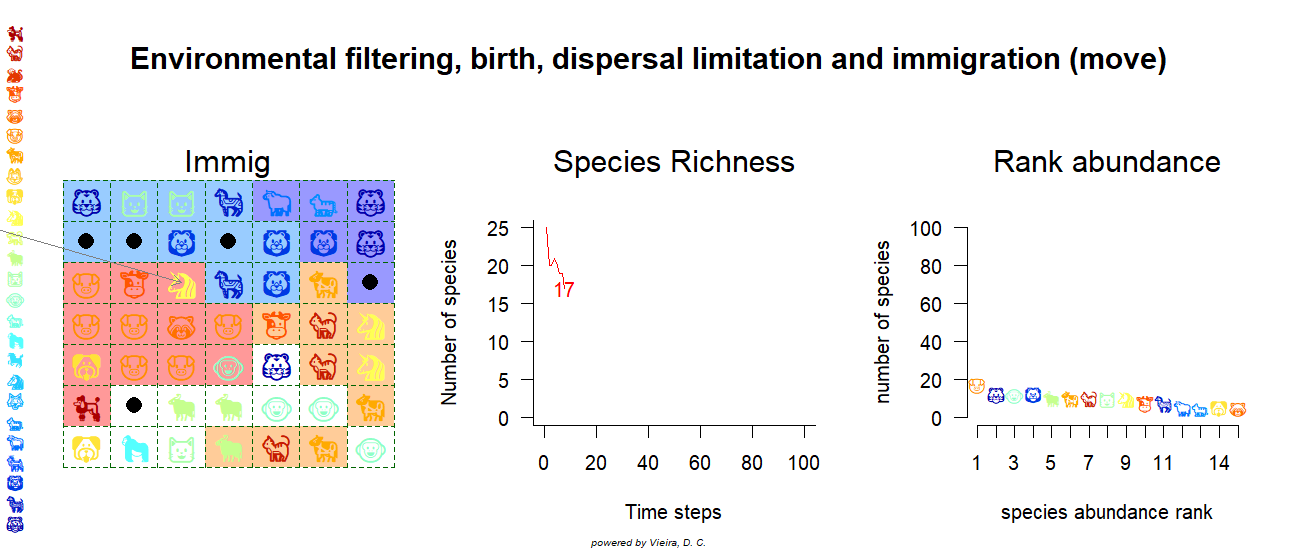 Environmental filtering, birth, dispersal limitation and immigration (move)
Immig
Species Richness
Rank abundance
Number of species
25
20
15
10
5
0
17
0 20 40 60 80 100
Time steps
number of species
100
80
60
40
20
0
1 3 5 7 9 11 14
species abundance rank
powered by Vieira, D. C.